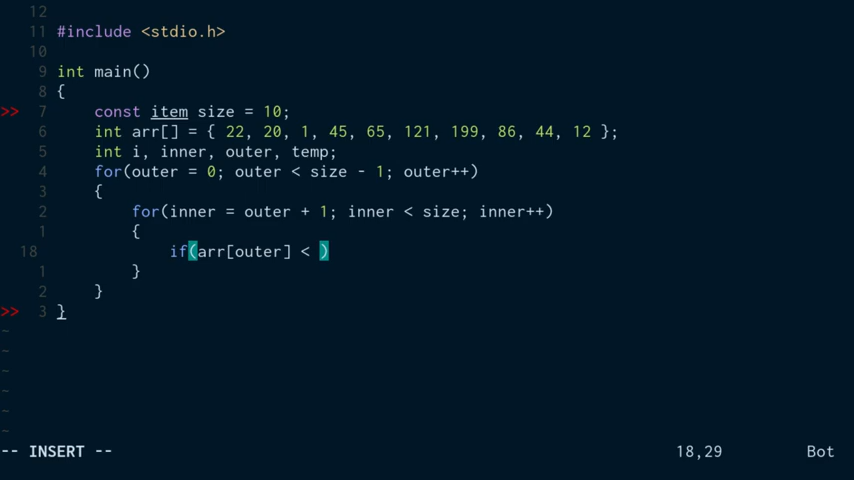 12
11 #include <stdio.h>
10
9 int main()
8 {
>> 7 const item size = 10;
6 int arr[] = { 22, 20, 1, 45, 65, 121, 199, 86, 44, 12 };
5 int i, inner, outer, temp;
4 for(outer = 0; outer < size - 1; outer++)
3 {
2 for(inner = outer + 1; inner < size; inner++)
1 {
18 if(arr[outer] < )
1 }
2 }
>> 3 }
~
~
~
~
~
~
-- INSERT -- 18,29 Bot